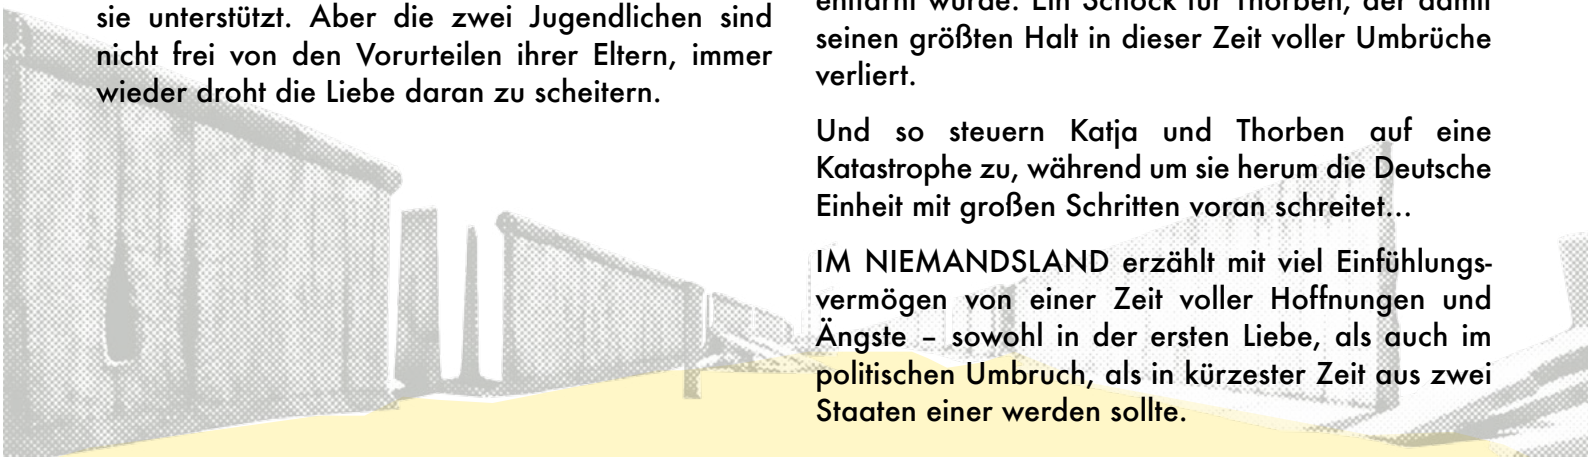 sie unterstützt. Aber die zwei Jugendlichen sind
nicht frei von den Vorurteilen ihrer Eltern, immer
wieder droht die Liebe daran zu scheitern.
enttarnt wurde. Ein Schock für Thorben, der damit
seinen größten Halt in dieser Zeit voller Umbrüche
verliert.
Und so steuern Katja und Thorben auf eine
Katastrophe zu, während um sie herum die Deutsche
Einheit mit großen Schritten voran schreitet...
IM NIEMANDSLAND erzählt mit viel Einfühlungs-
vermögen von einer Zeit voller Hoffnungen und
Ängste – sowohl in der ersten Liebe, als auch im
politischen Umbruch, als in kürzester Zeit aus zwei
Staaten einer werden sollte.